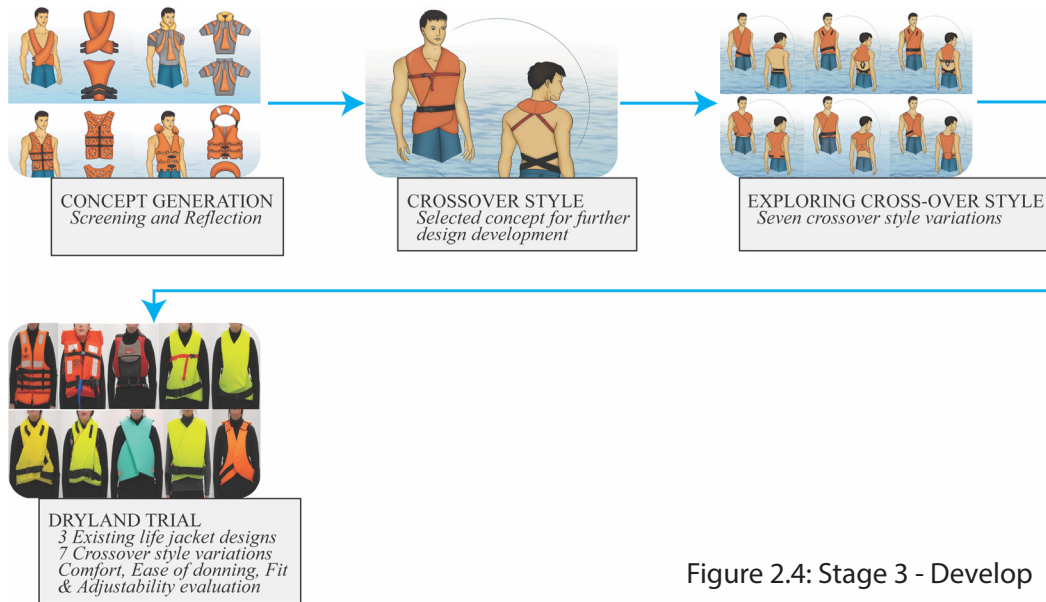 CONCEPT GENERATION
Screening and Reflection
CROSSOVER STYLE
Selected concept for further
design development
EXPLORING CROSS-OVER STYLE
Seven crossover style variations
DRYLAND TRIAL
3 Existing life jacket designs
7 Crossover style variations
Comfort, Ease of donning, Fit
& Adjustability evaluation
Figure 2.4: Stage 3 - Develop